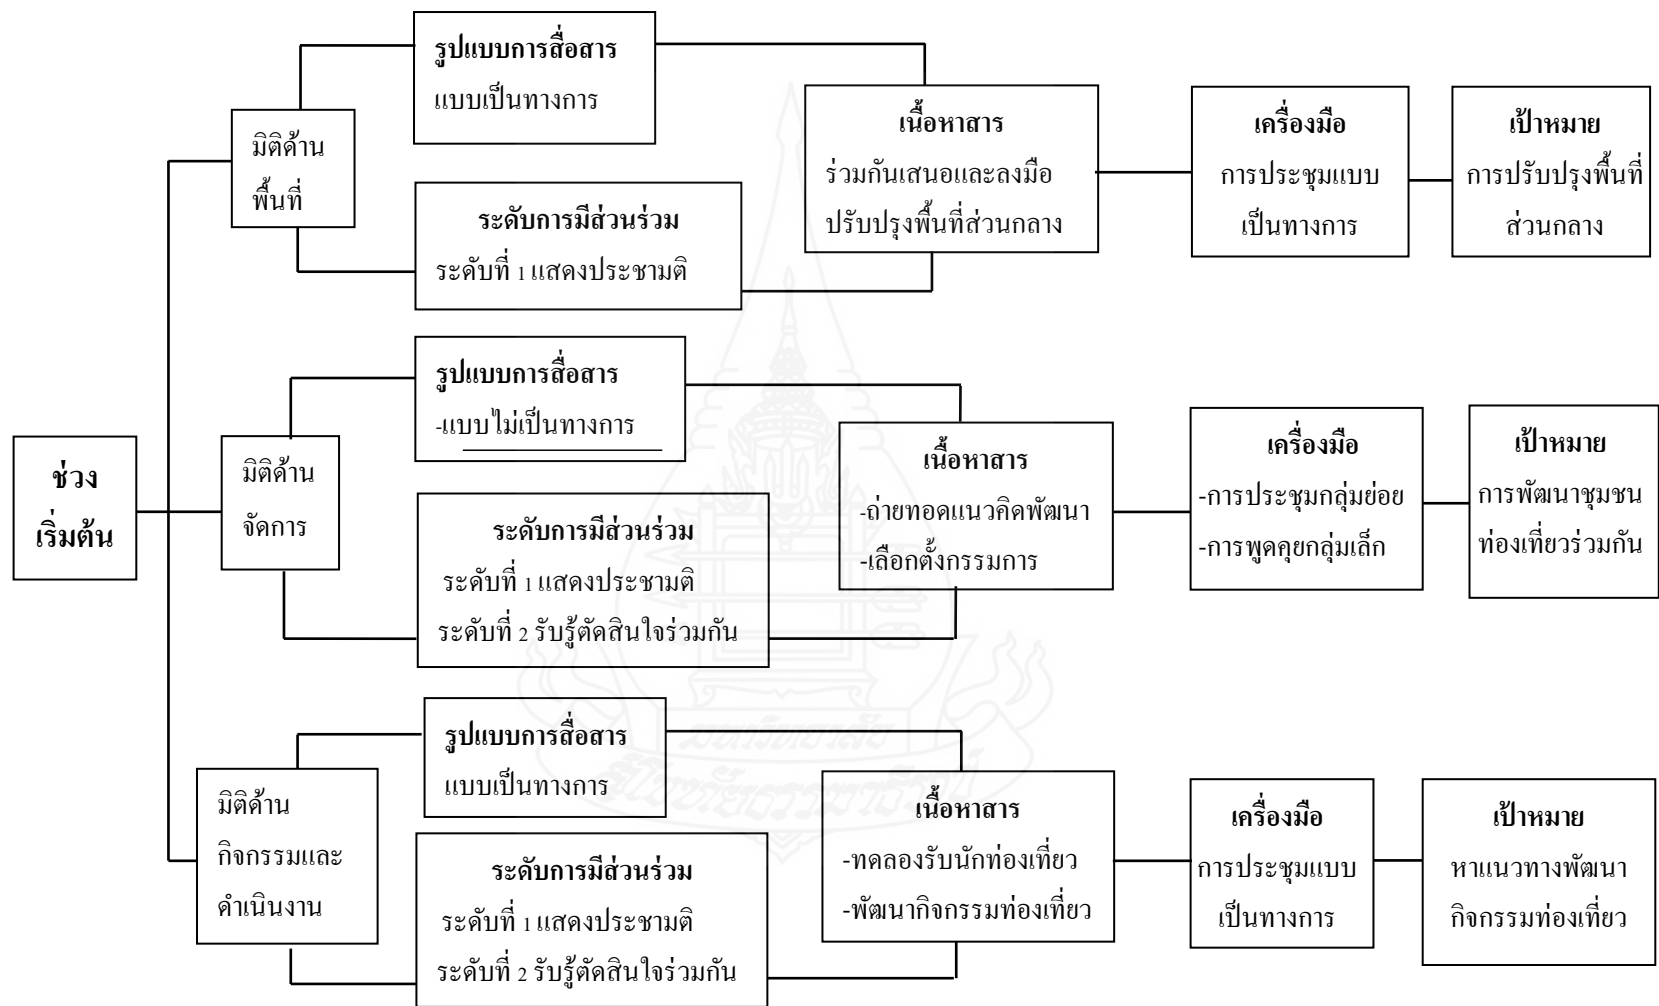 ช่วง
เริ่มต้น
มิติด้าน
พื้นที่
รูปแบบการสื่อสาร
แบบเป็นทางการ
ระดับการมีส่วนร่วม
ระดับที่ 1 แสดงประชามติ
เนื้อหาสาร
ร่วมกันเสนอและลงมือ
ปรับปรุงพื้นที่ส่วนกลาง
เครื่องมือ
การประชุมแบบ
เป็นทางการ
เป้าหมาย
การปรับปรุงพื้นที่
ส่วนกลาง
มิติด้าน
จัดการ
รูปแบบการสื่อสาร
-แบบไม่เป็นทางการ
ระดับการมีส่วนร่วม
ระดับที่ 1 แสดงประชามติ
ระดับที่ 2 รับรู้ตัดสินใจร่วมกัน
เนื้อหาสาร
-ถ่ายทอดแนวคิดพัฒนา
-เลือกตั้งกรรมการ
เครื่องมือ
-การประชุมกลุ่มย่อย
-การพูดคุยกลุ่มเล็ก
เป้าหมาย
การพัฒนาชุมชน
ท่องเที่ยวร่วมกัน
มิติด้าน
กิจกรรมและ
ดำเนินงาน
รูปแบบการสื่อสาร
แบบเป็นทางการ
ระดับการมีส่วนร่วม
ระดับที่ 1 แสดงประชามติ
ระดับที่ 2 รับรู้ตัดสินใจร่วมกัน
เนื้อหาสาร
-ทดลองรับนักท่องเที่ยว
-พัฒนากิจกรรมท่องเที่ยว
เครื่องมือ
การประชุมแบบ
เป็นทางการ
เป้าหมาย
หาแนวทางพัฒนา
กิจกรรมท่องเที่ยว
มหาวิทยาลัย
สุโขทัยธรรมาธิราช